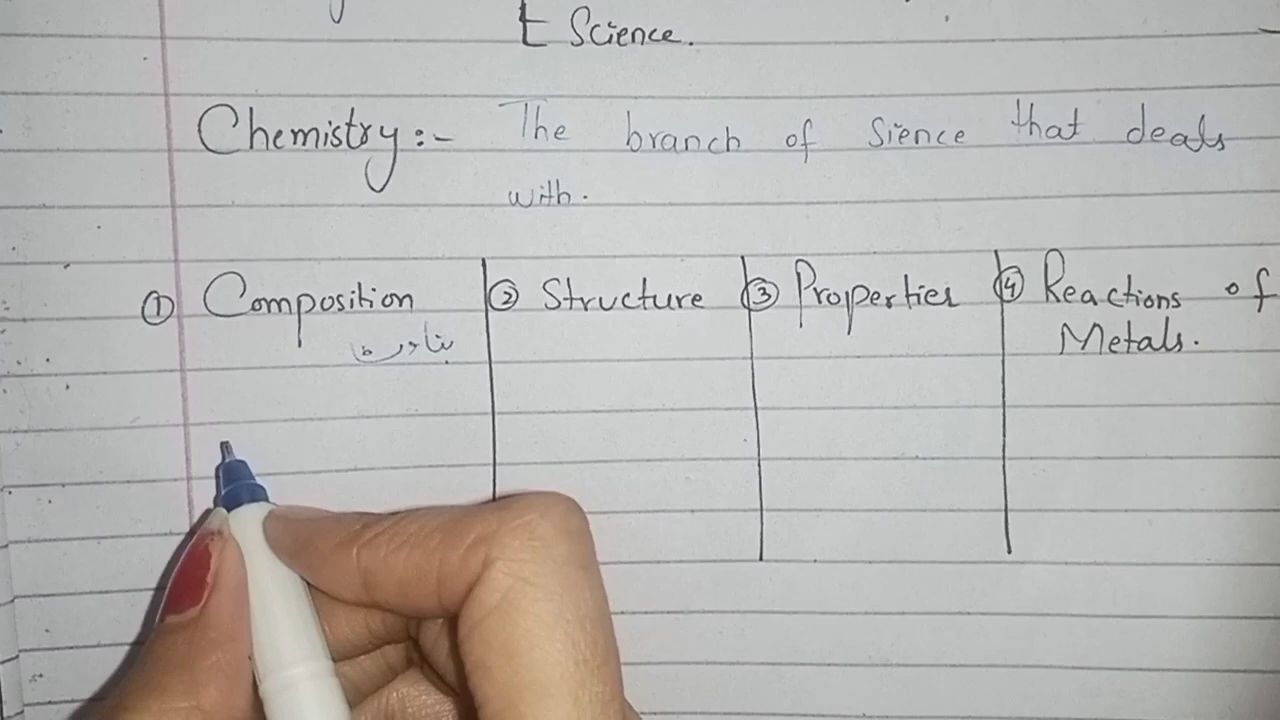 t Science.
Chemistry:- The branch of Sience that deals
with.
① Composition ② Structure ③ Properties ④ Reactions of
بناوٹ Metals.